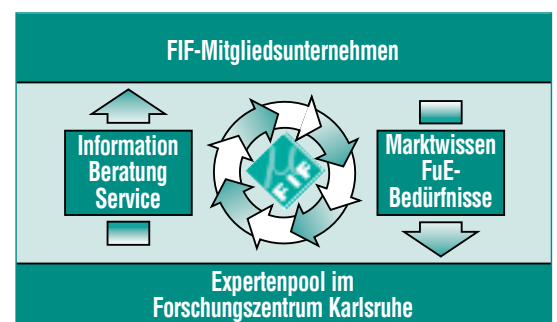 FIF-Mitgliedsunternehmen
Information
Beratung
Service
µ
FIF
Marktwissen
FuE-
Bedürfnisse
Expertenpool im
Forschungszentrum Karlsruhe